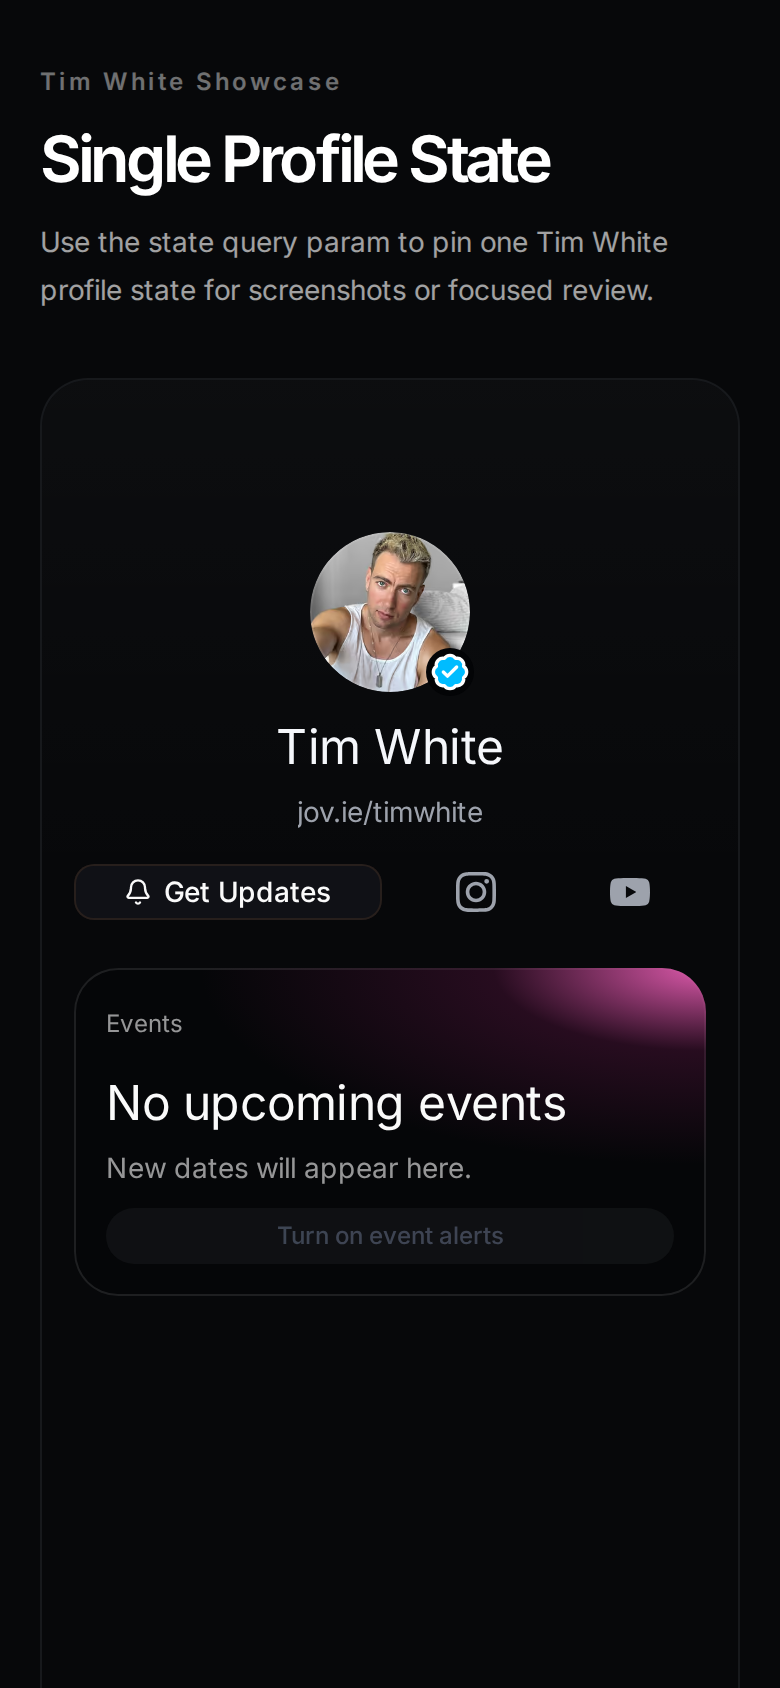 Tim White Showcase
Single Profile State
Use the state query param to pin one Tim White
profile state for screenshots or focused review.
Tim White
jov.ie/timwhite
Get Updates
Events
No upcoming events
New dates will appear here.
Turn on event alerts